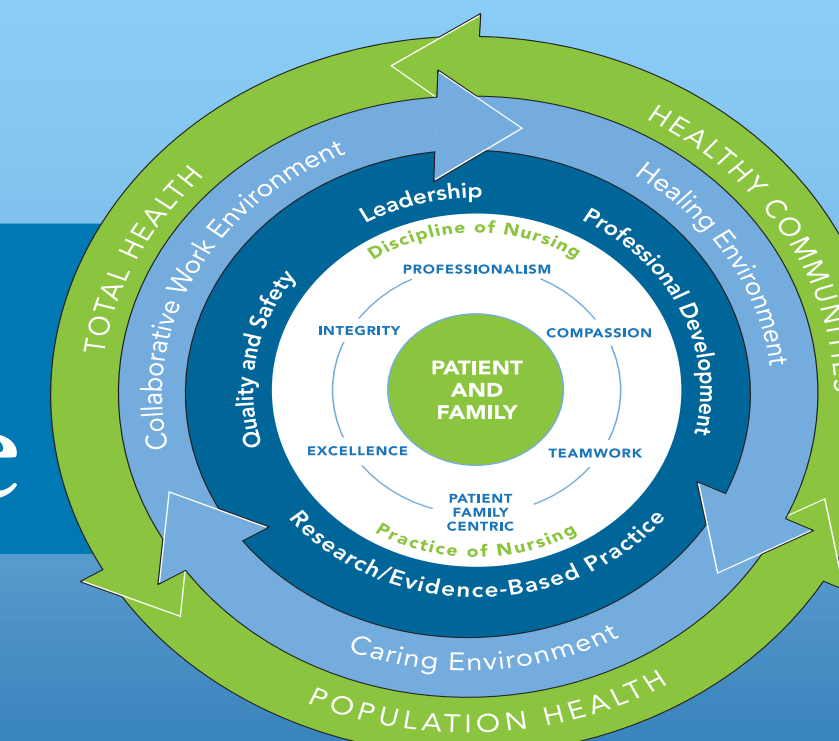 TOTAL HEALTH
HEALTHY COMMUNITIES
Collaborative Work Environment
Healing Environment
Leadership
Professional Development
Quality and Safety
Discipline of Nursing
PROFESSIONALISM
INTEGRITY
COMPASSION
PATIENT
AND
FAMILY
EXCELLENCE
TEAMWORK
PATIENT
FAMILY
CENTRIC
Practice of Nursing
Research/Evidence-Based Practice
Caring Environment
POPULATION HEALTH
e